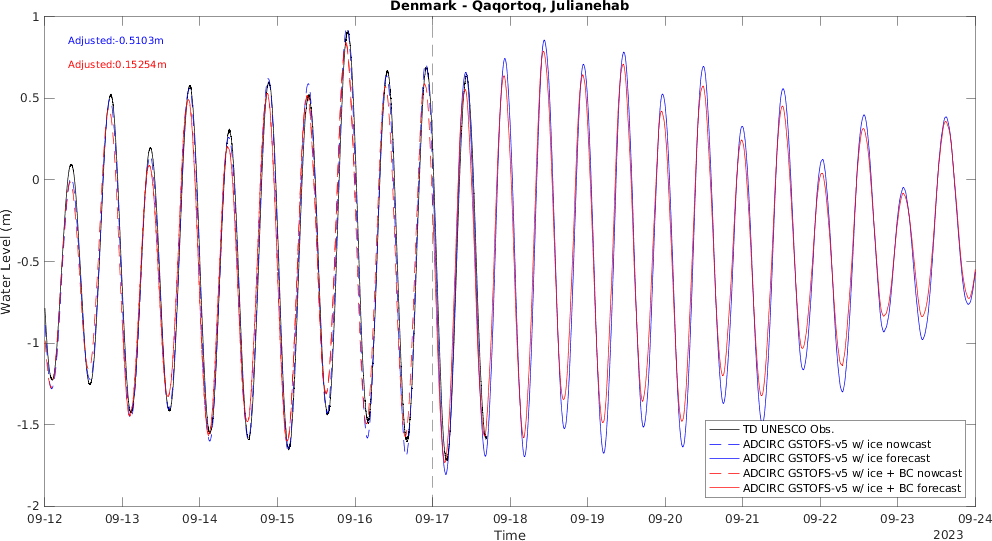 Denmark - Qaqortoq, Julianehab
Adjusted:-0.5103m
Adjusted:0.15254m
Water Level (m)
1
0.5
0
-0.5
-1
-1.5
-2
TD UNESCO Obs.
ADCIRC GSTOFS-v5 w/ ice nowcast
ADCIRC GSTOFS-v5 w/ ice forecast
ADCIRC GSTOFS-v5 w/ ice + BC nowcast
ADCIRC GSTOFS-v5 w/ ice + BC forecast
09-12 09-13 09-14 09-15 09-16 09-17 09-18 09-19 09-20 09-21 09-22 09-23 09-24
Time
2023